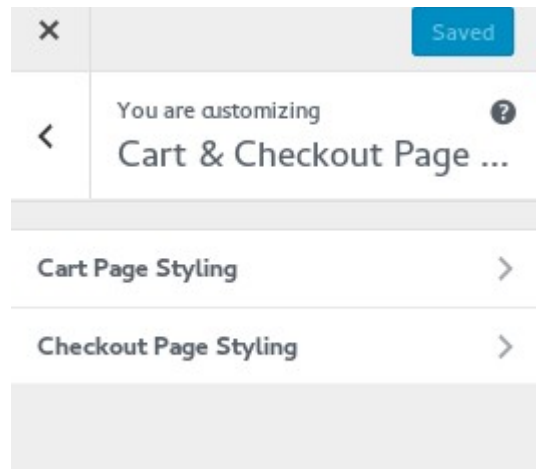 Saved
You are customizing
Cart & Checkout Page ...
Cart Page Styling
Checkout Page Styling